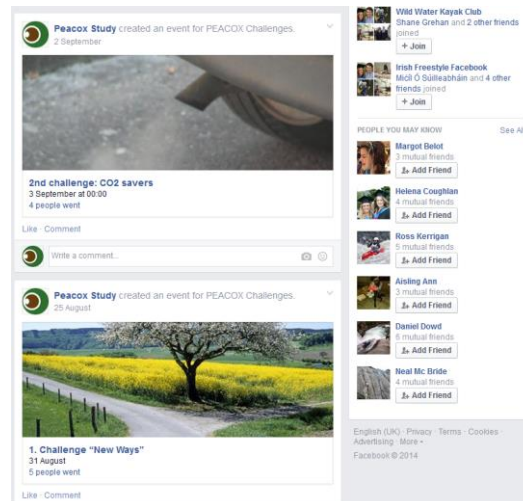 Peacox Study created an event for PEACOX Challenges.
2 September
2nd challenge: CO2 savers
3 September at 00:00
4 people went
Like · Comment
Write a comment...
Peacox Study created an event for PEACOX Challenges.
25 August
1. Challenge "New Ways"
31 August
5 people went
Like · Comment
Wild Water Kayak Club
Shane Grehan and 2 other friends
joined
+ Join
Irish Freestyle Facebook
Micíl Ó Súilleabháin and 4 other
friends joined
+ Join
PEOPLE YOU MAY KNOW
See Al
Margot Belot
3 mutual friends
Add Friend
Helena Coughlan
4 mutual friends
Add Friend
Ross Kerrigan
5 mutual friends
Add Friend
Aisling Ann
3 mutual friends
Add Friend
Daniel Dowd
6 mutual friends
Add Friend
Neal Mc Bride
4 mutual friends
Add Friend
English (UK) · Privacy · Terms · Cookies ·
Advertising · More
Facebook © 2014